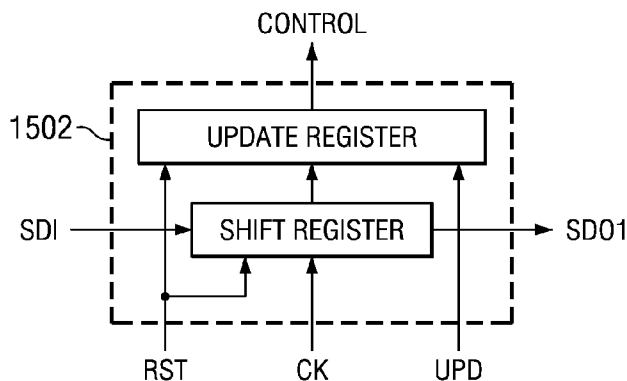 CONTROL
1502
UPDATE REGISTER
SDI
SHIFT REGISTER
SDO1
RST
CK
UPD